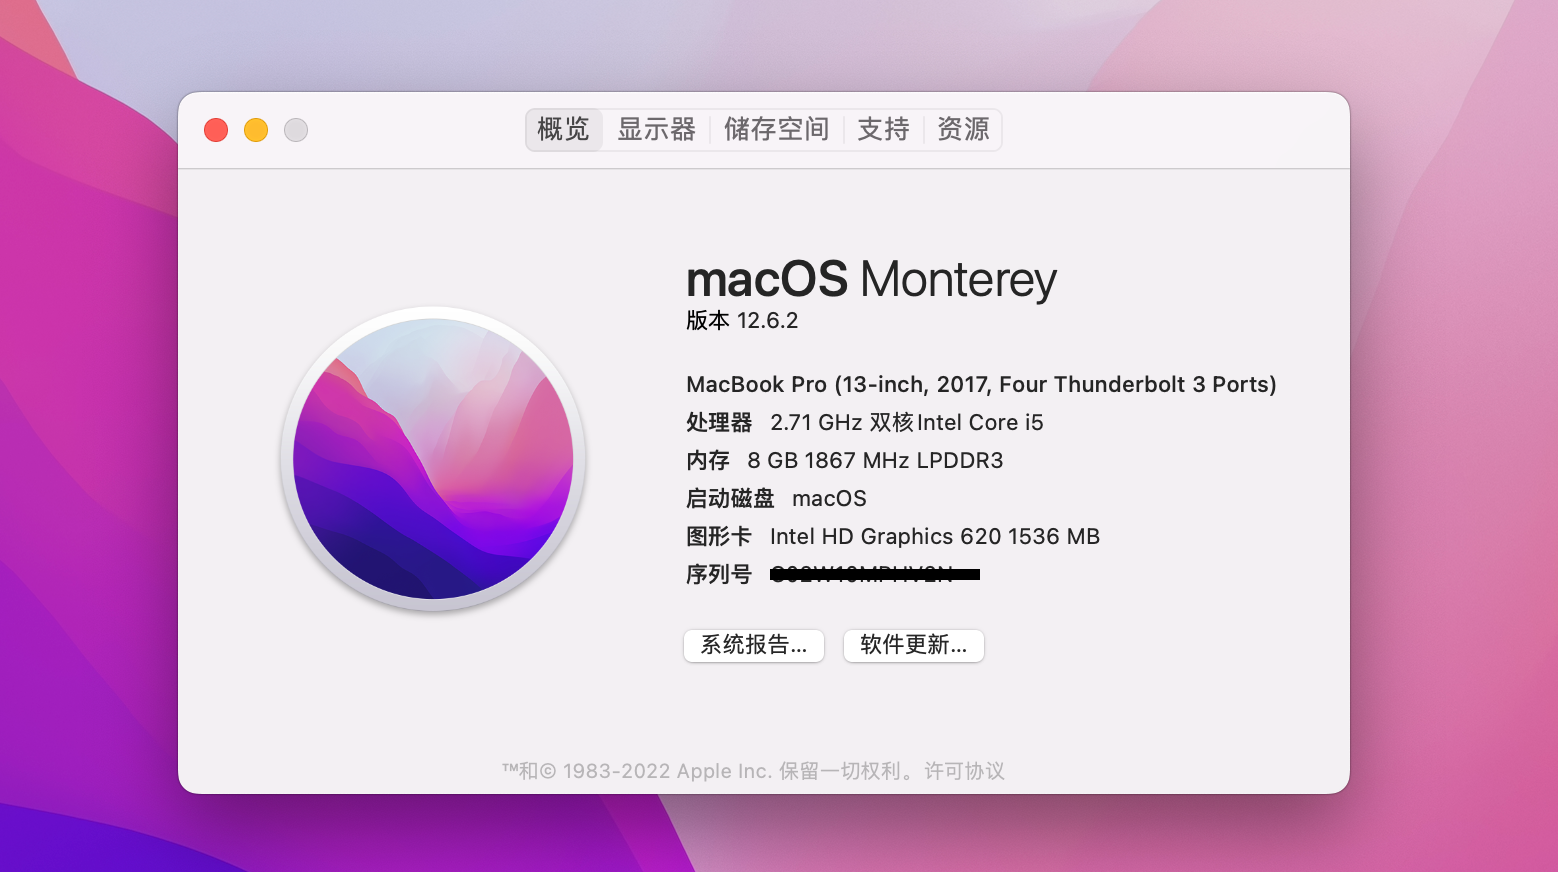 概览 显示器 储存空间 支持 资源
macOS Monterey
版本 12.6.2
MacBook Pro (13-inch, 2017, Four Thunderbolt 3 Ports)
处理器 2.71 GHz 双核Intel Core i5
内存 8 GB 1867 MHz LPDDR3
启动磁盘 macOS
图形卡 Intel HD Graphics 620 1536 MB
序列号
系统报告... 软件更新...
™和© 1983-2022 Apple Inc. 保留一切权利。许可协议